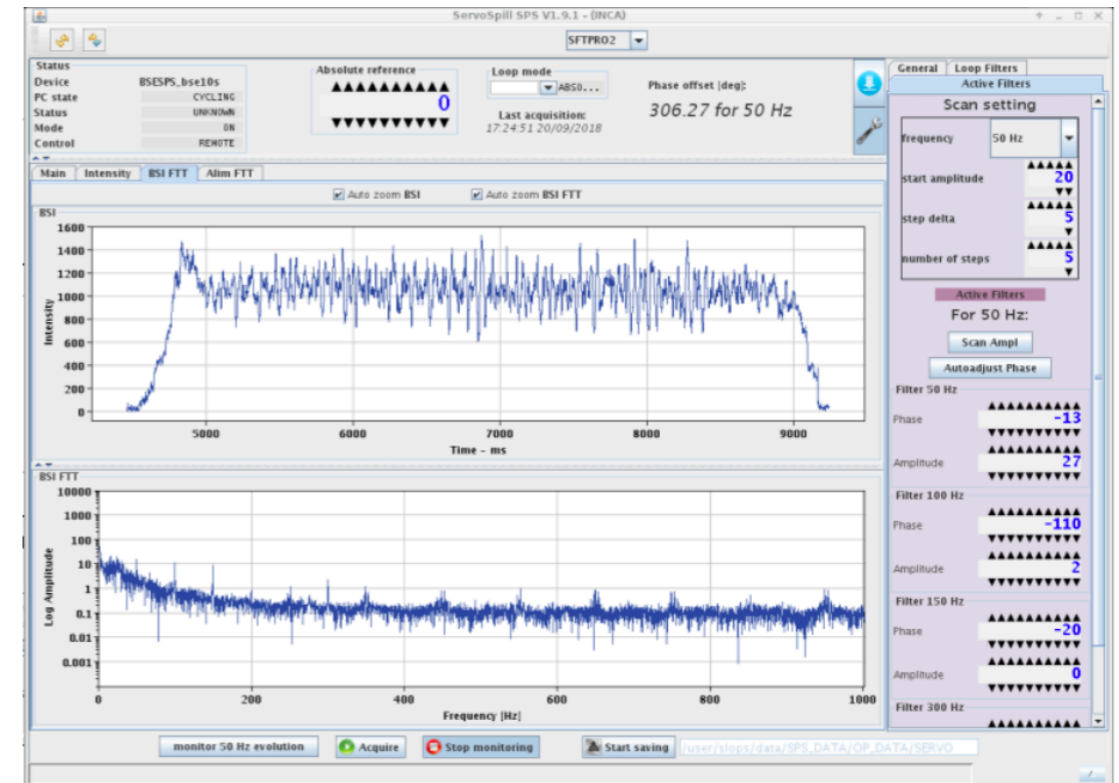 ServoSpill SPS V1.9.1 - (INCA)
SFTPRO2
Status
Device BSESPS_bse10s
PC state CYCLING
Status UNKNOWN
Mode ON
Control REMOTE
Absolute reference
0
Loop mode
ABSO...
Last acquisition:
17:24:51 20/09/2018
Phase offset [deg]:
306.27 for 50 Hz
General Loop Filters
Active Filters
Scan setting
frequency 50 Hz
start amplitude 20
step delta 5
number of steps 5
Active Filters
For 50 Hz:
Scan Ampl
Autoadjust Phase
Filter 50 Hz
Phase -13
Amplitude 27
Filter 100 Hz
Phase -110
Amplitude 2
Filter 150 Hz
Phase -20
Amplitude 0
Filter 300 Hz
Main Intensity BSI FTT Alim FTT
Auto zoom BSI Auto zoom BSI FTT
BSI
1600
1400
1200
1000
800
600
400
200
0
Intensity
5000 6000 7000 8000 9000
Time - ms
BSI FTT
10000
1000
100
10
1
0.1
0.01
0.001
Log Amplitude
0 200 400 600 800 1000
Frequency [Hz]
monitor 50 Hz evolution Acquire Stop monitoring Start saving /user/slops/data/SPS_DATA/OP_DATA/SERVO